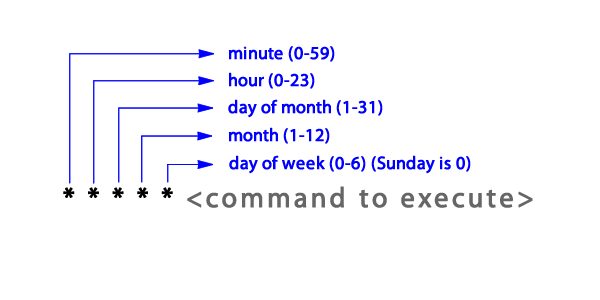 minute (0-59)
hour (0-23)
day of month (1-31)
month (1-12)
day of week (0-6) (Sunday is 0)
* * * * * <command to execute>